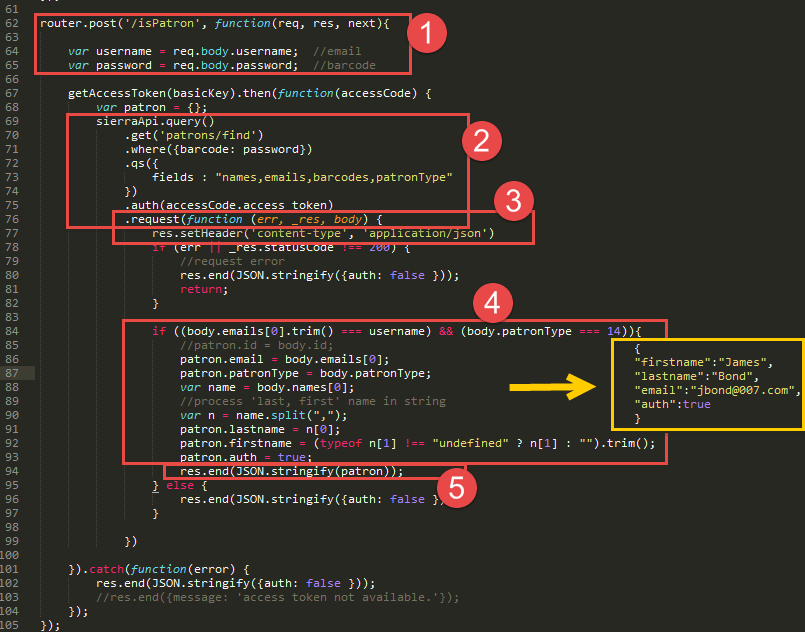 61
62 router.post('/isPatron', function(req, res, next){
63
64 var username = req.body.username; //email
65 var password = req.body.password; //barcode
66
67 getAccessToken(basicKey).then(function(accessCode) {
68 var patron = {};
69 sierraApi.query()
70 .get('patrons/find')
71 .where({barcode: password})
72 .qs({
73 fields : "names,emails,barcodes,patronType"
74 })
75 .auth(accessCode.access_token)
76 .request(function (err, _res, body) {
77 res.setHeader('content-type', 'application/json')
78 if (err || _res.statusCode !== 200) {
79 //request error
80 res.end(JSON.stringify({auth: false }));
81 return;
82 }
83
84 if ((body.emails[0].trim() === username) && (body.patronType === 14)){
85 //patron.id = body.id;
86 patron.email = body.emails[0];
87 patron.patronType = body.patronType;
88 var name = body.names[0];
89 //process 'last, first' name in string
90 var n = name.split(",");
91 patron.lastname = n[0];
92 patron.firstname = (typeof n[1] !== "undefined" ? n[1] : "").trim();
93 patron.auth = true;
94 res.end(JSON.stringify(patron));
95 } else {
96 res.end(JSON.stringify({auth: false }
97 }
98
99 })
100
101 }).catch(function(error) {
102 res.end(JSON.stringify({auth: false }));
103 //res.end({message: 'access token not available.'});
104 });
105 });
1
2
3
4
5
{
"firstname":"James",
"lastname":"Bond",
"email":"jbond@007.com",
"auth":true
}